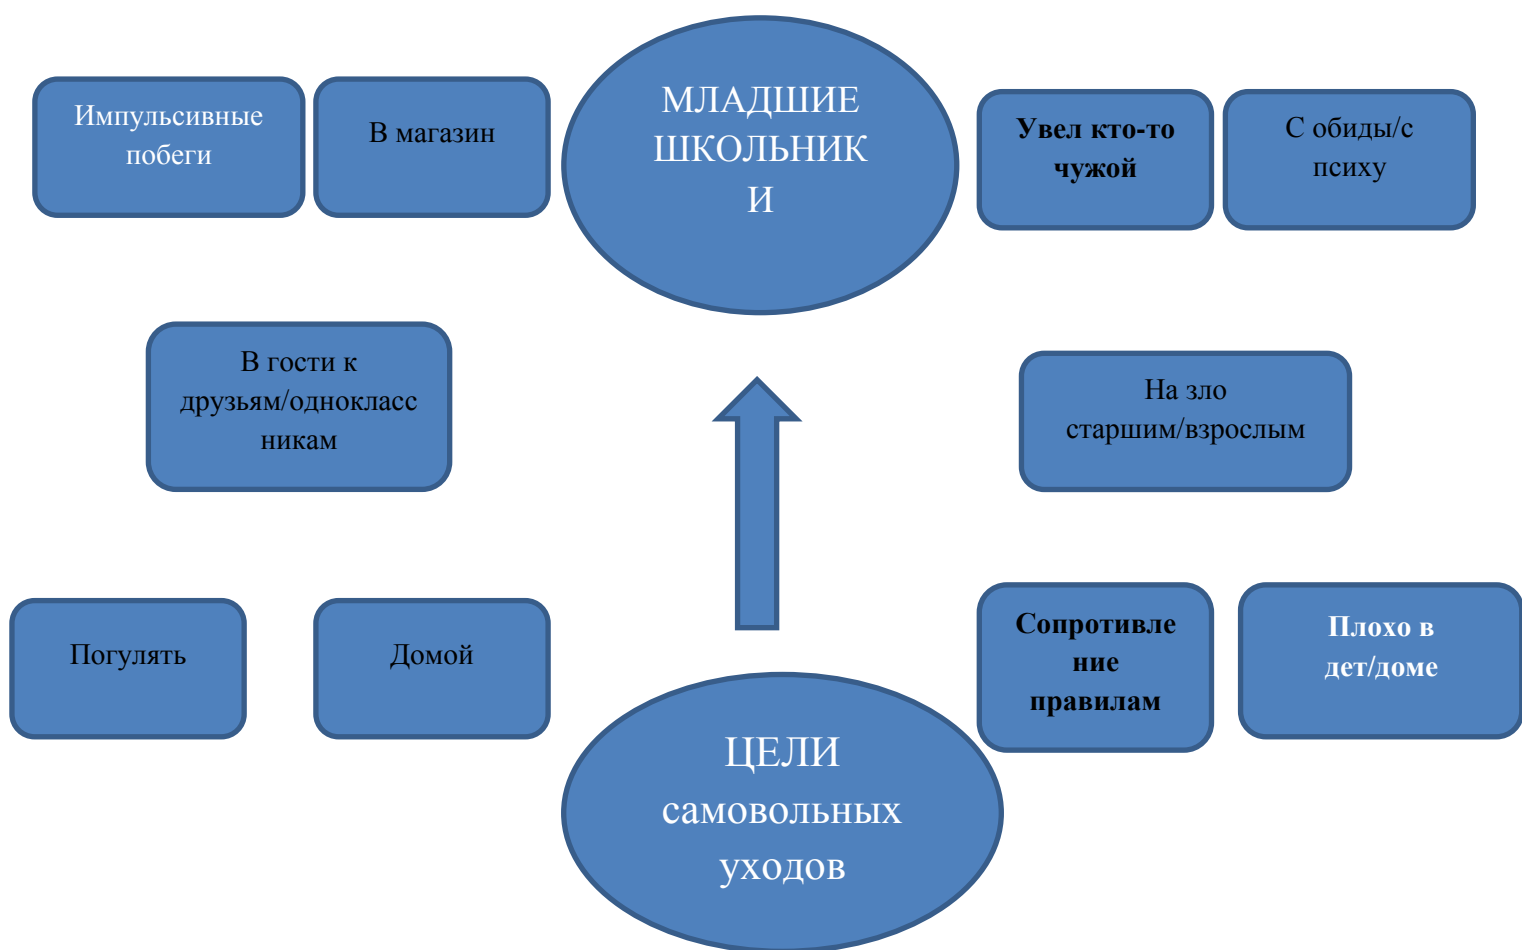 Импульсивные
побеги
В магазин
МЛАДШИЕ
ШКОЛЬНИК
И
Увел кто-то
чужой
С обиды/с
психу
В гости к
друзьям/однокласс
никам
На зло
старшим/взрослым
Погулять
Домой
Сопротивле
ние
правилам
Плохо в
дет/доме
ЦЕЛИ
самовольных
уходов